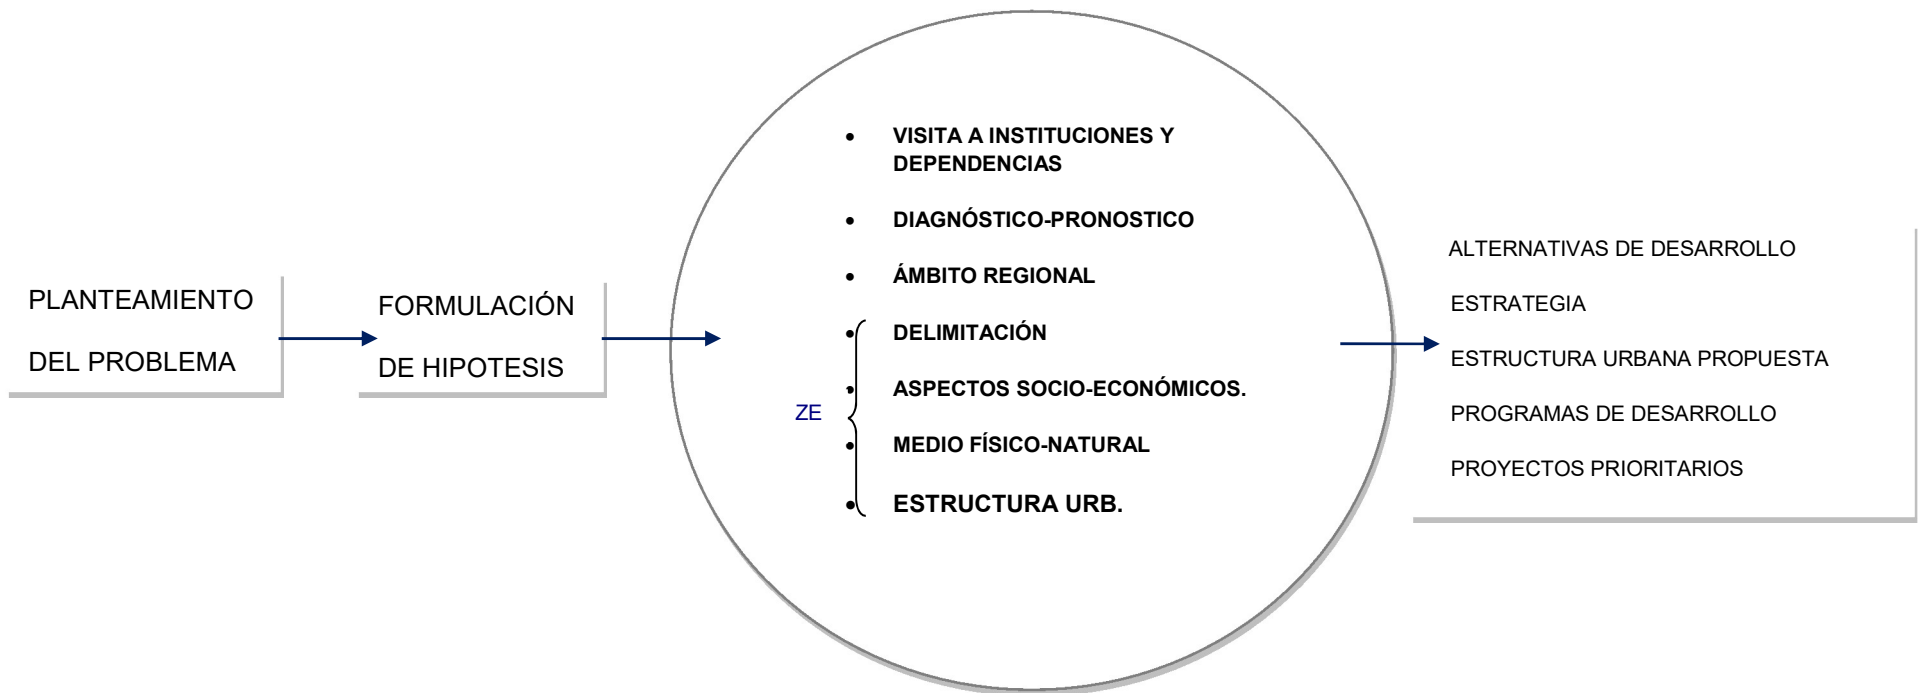 PLANTEAMIENTO
DEL PROBLEMA
FORMULACIÓN
DE HIPOTESIS
• VISITA A INSTITUCIONES Y
DEPENDENCIAS
• DIAGNÓSTICO-PRONOSTICO
• ÁMBITO REGIONAL
• DELIMITACIÓN
• ASPECTOS SOCIO-ECONÓMICOS.
ZE
• MEDIO FÍSICO-NATURAL
• ESTRUCTURA URB.
ALTERNATIVAS DE DESARROLLO
ESTRATEGIA
ESTRUCTURA URBANA PROPUESTA
PROGRAMAS DE DESARROLLO
PROYECTOS PRIORITARIOS